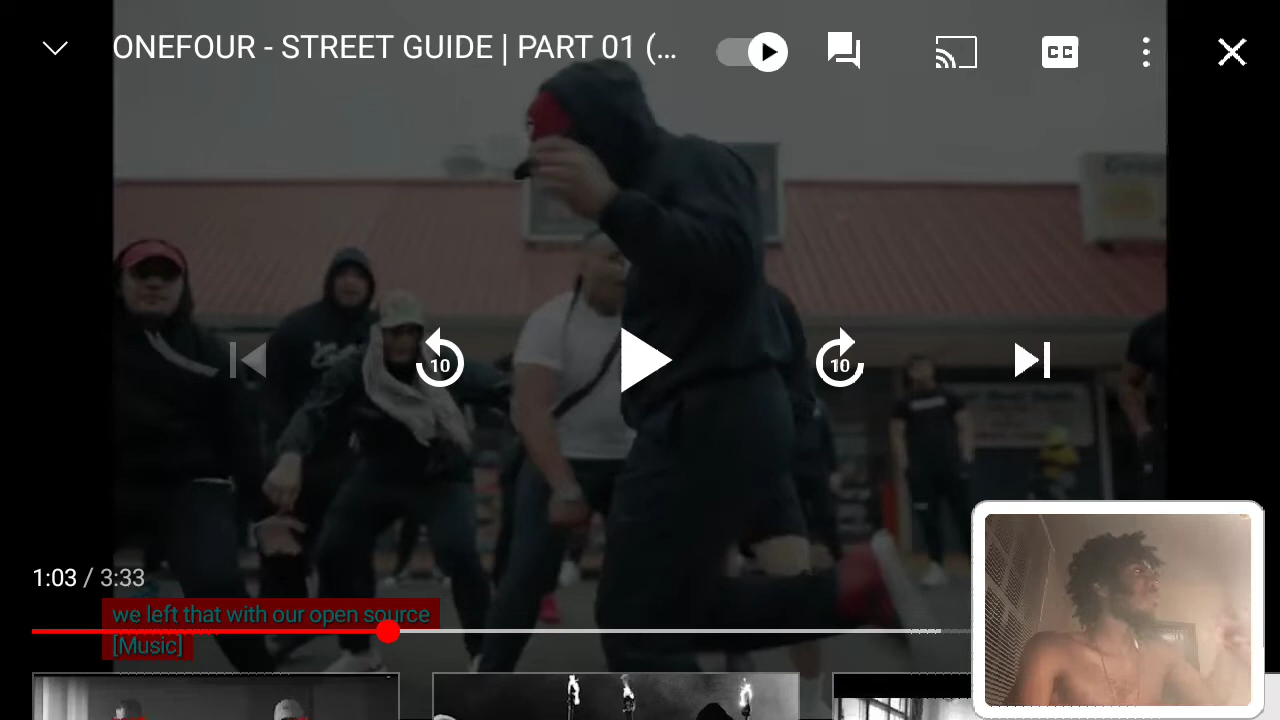 ONEFOUR - STREET GUIDE | PART 01 (...
CC
10
10
1:03 / 3:33
we left that with our open source
[Music]